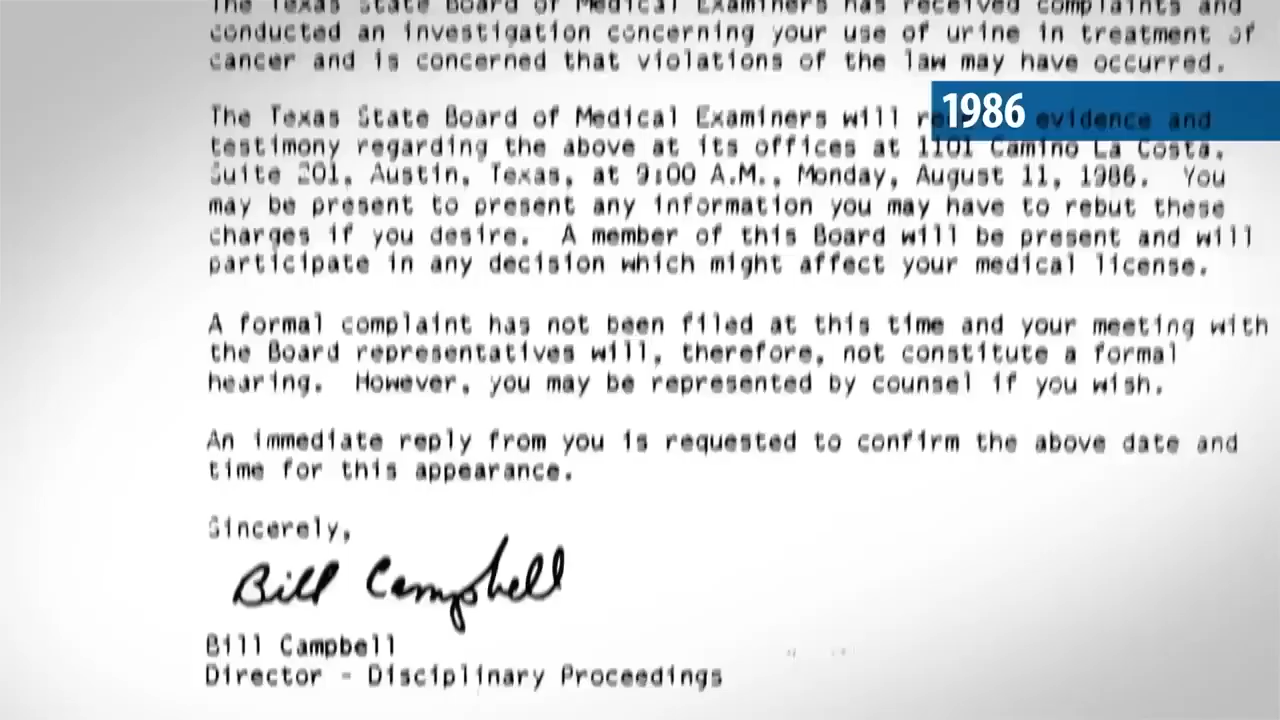 The Texas State Board of Medical Examiners has received complaints and
conducted an investigation concerning your use of urine in treatment of
cancer and is concerned that violations of the law may have occurred.
1986
The Texas State Board of Medical Examiners will evidence and
testimony regarding the above at its offices at 1101 Camino La Costa,
Suite 201, Austin, Texas, at 9:00 A.M., Monday, August 11, 1986. You
may be present to present any information you may have to rebut these
charges if you desire. A member of this Board will be present and will
participate in any decision which might affect your medical license.
A formal complaint has not been filed at this time and your meeting with
the Board representatives will, therefore, not constitute a formal
hearing. However, you may be represented by counsel if you wish.
An immediate reply from you is requested to confirm the above date and
time for this appearance.
Sincerely,
Bill Campbell
Bill Campbell
Director - Disciplinary Proceedings